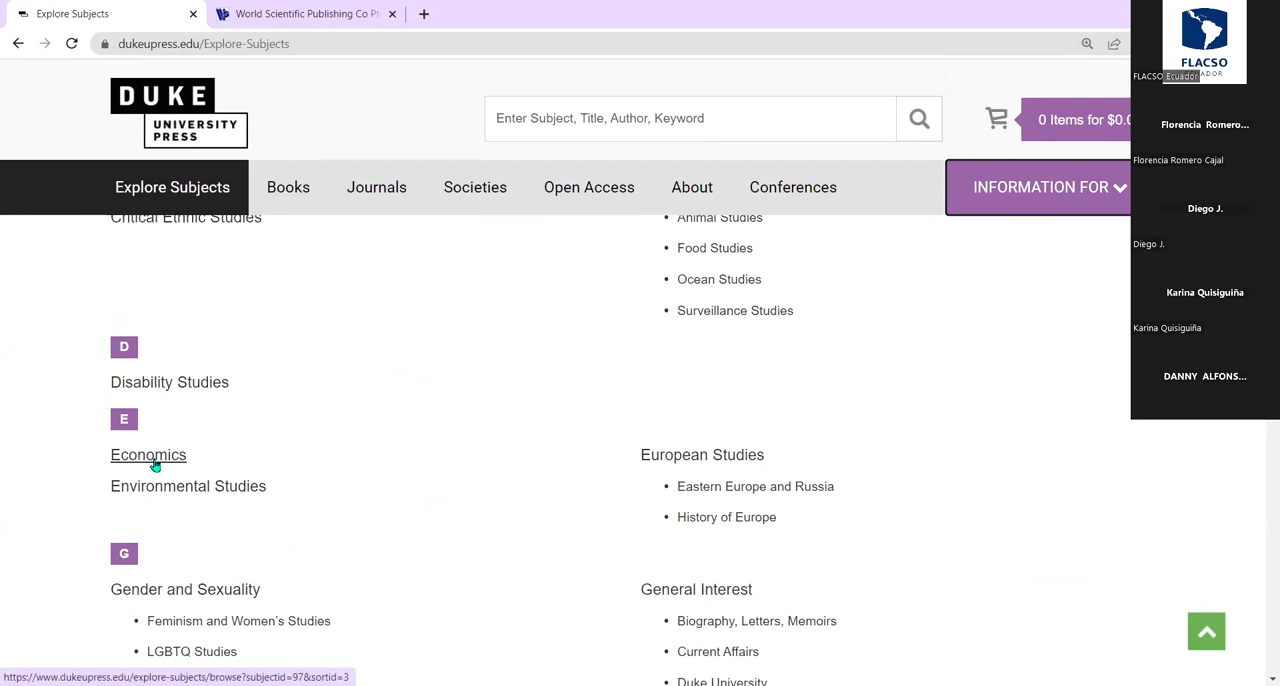 Explore Subjects
World Scientific Publishing Co Pt
dukeupress.edu/Explore-Subjects
DUKE
UNIVERSITY
PRESS
Enter Subject, Title, Author, Keyword
0 Items for $0.0
Explore Subjects
Books
Journals
Societies
Open Access
About
Conferences
INFORMATION FOR
Critical Ethnic Studies
Animal Studies
Food Studies
Ocean Studies
Surveillance Studies
D
Disability Studies
E
Economics
Environmental Studies
European Studies
Eastern Europe and Russia
History of Europe
G
Gender and Sexuality
Feminism and Women's Studies
LGBTQ Studies
General Interest
Biography, Letters, Memoirs
Current Affairs
Duke University
https://www.dukeupress.edu/explore-subjects/browse?subjectid=97&sortid=3
FLACSO
ADOR
FLACSO Ecuador
Florencia Romero...
Florencia Romero Cajal
Diego J.
Diego J.
Karina Quisiguiña
Karina Quisiguiña
DANNY ALFONS...